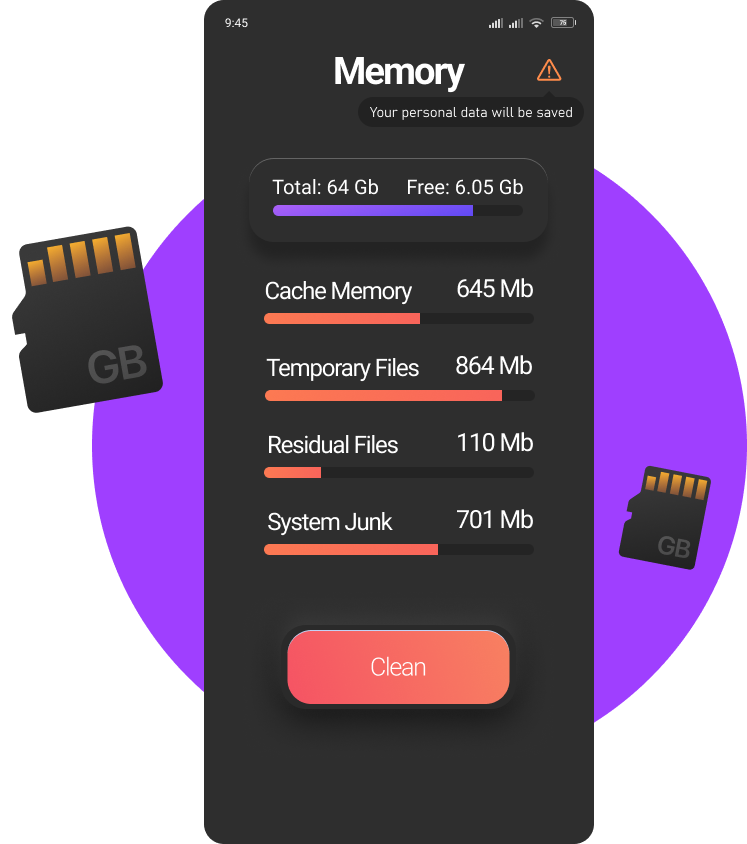 9:45
75
Memory
Your personal data will be saved
Total: 64 Gb Free: 6.05 Gb
Cache Memory 645 Mb
GB
Temporary Files 864 Mb
Residual Files 110 Mb
System Junk 701 Mb
GB
Clean